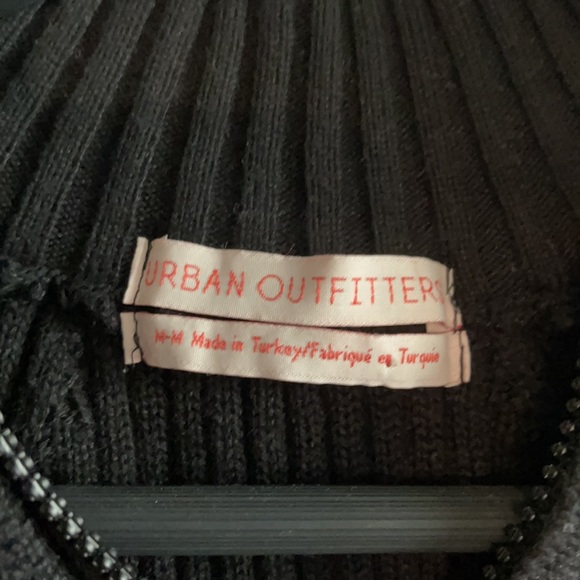 URBAN OUTFITTERS
M-M Made in Turkey/Fabriqué en Turquie